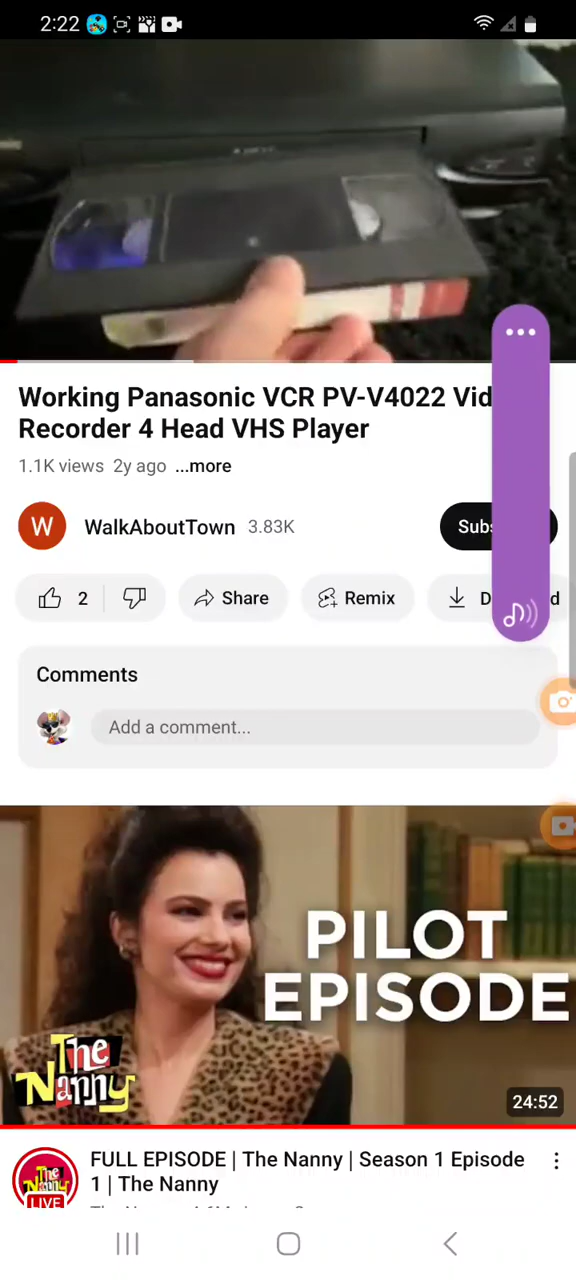 2:22
Working Panasonic VCR PV-V4022 Vid
Recorder 4 Head VHS Player
1.1K views 2y ago ...more
W WalkAboutTown 3.83K
Subs
2 Share Remix
Comments
Add a comment...
PILOT
EPISODE
The
Nanny
24:52
FULL EPISODE | The Nanny | Season 1 Episode
1 | The Nanny
The
Nanny
LIVE